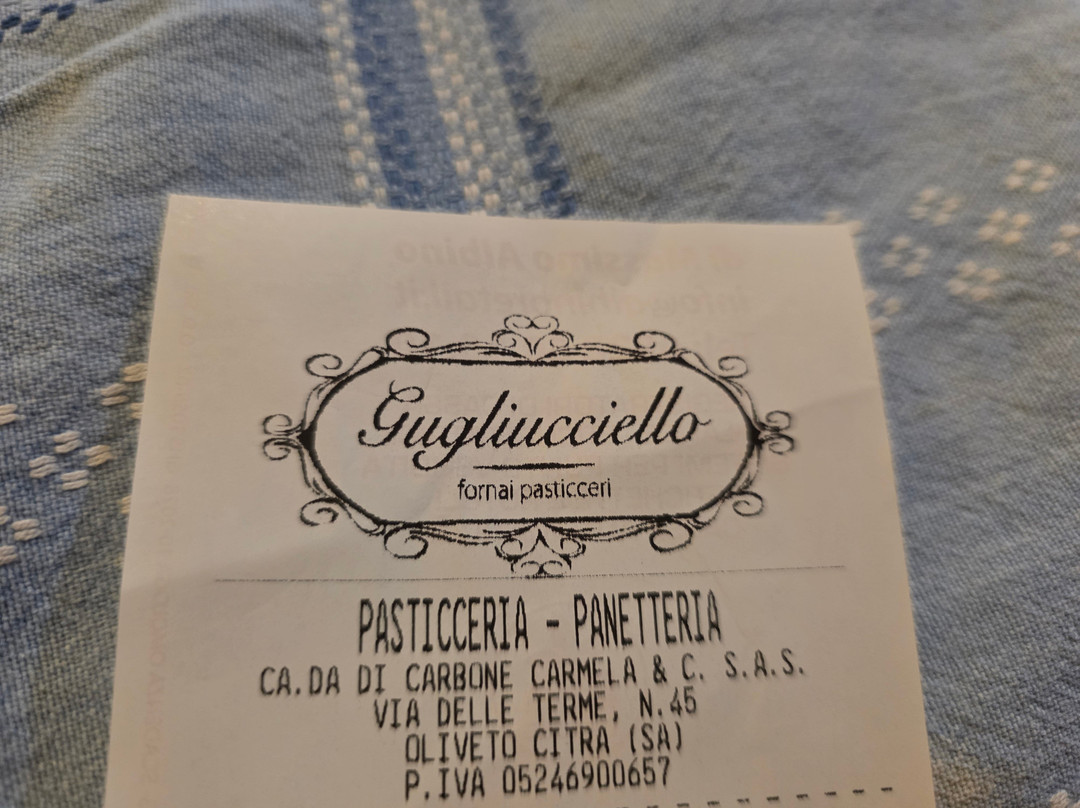 Gugliucciello
fornai pasticceri
PASTICCERIA - PANETTERIA
CA.DA DI CARBONE CARMELA & C. S.A.S.
VIA DELLE TERME, N.45
OLIVETO CITRA (SA)
P.IVA 05246900657